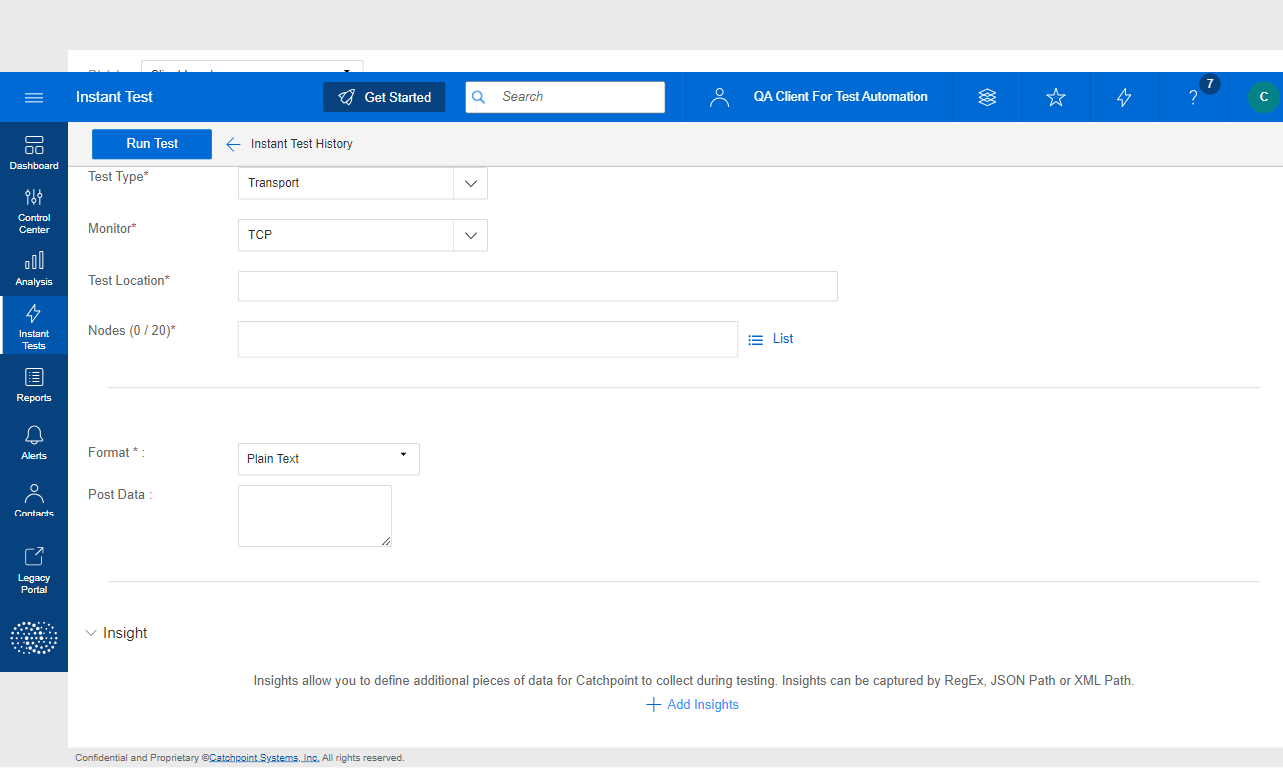 Instant Test
Get Started
Search
QA Client For Test Automation
7
?
C
Run Test
Instant Test History
Dashboard
Control
Center
Analysis
Instant
Tests
Reports
Alerts
Contacts
Legacy
Portal
Test Type*
Transport
Monitor*
TCP
Test Location*
Nodes (0 / 20)*
List
Format * :
Plain Text
Post Data :
Insight
Insights allow you to define additional pieces of data for Catchpoint to collect during testing. Insights can be captured by RegEx, JSON Path or XML Path.
Add Insights
Confidential and Proprietary ©Catchpoint Systems, Inc. All rights reserved.